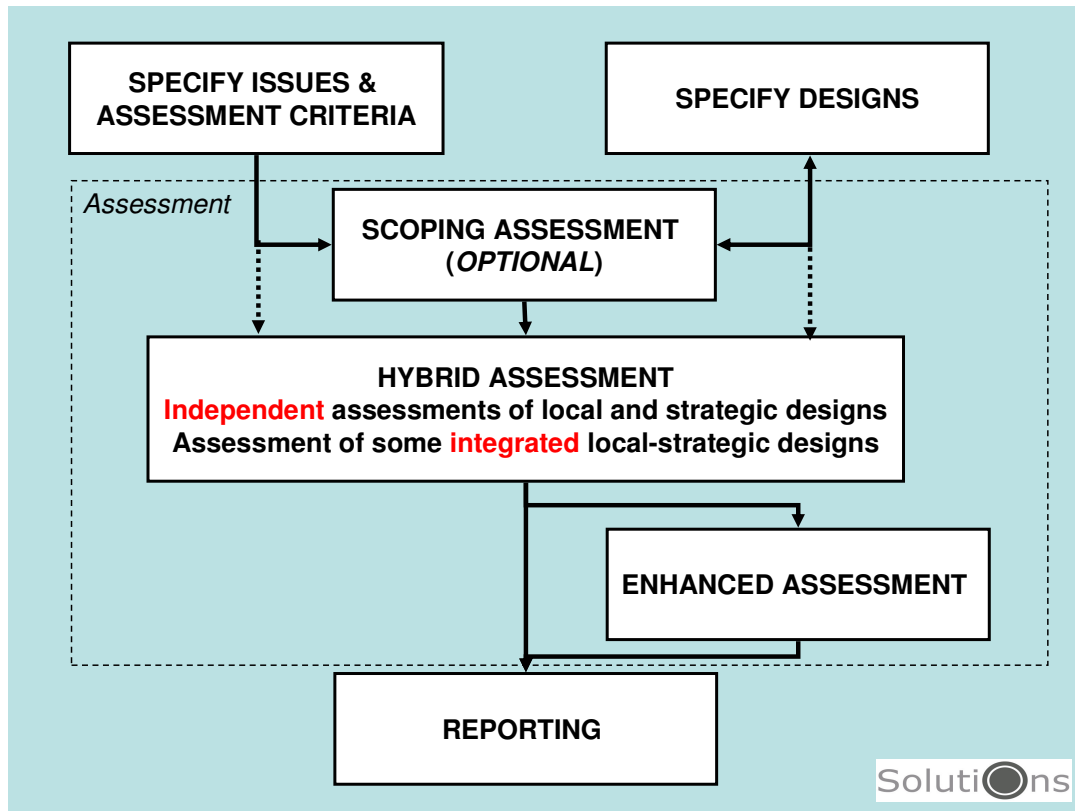 SPECIFY ISSUES &
ASSESSMENT CRITERIA
SPECIFY DESIGNS
Assessment
SCOPING ASSESSMENT
(OPTIONAL)
HYBRID ASSESSMENT
Independent assessments of local and strategic designs
Assessment of some integrated local-strategic designs
ENHANCED ASSESSMENT
REPORTING
Solutions